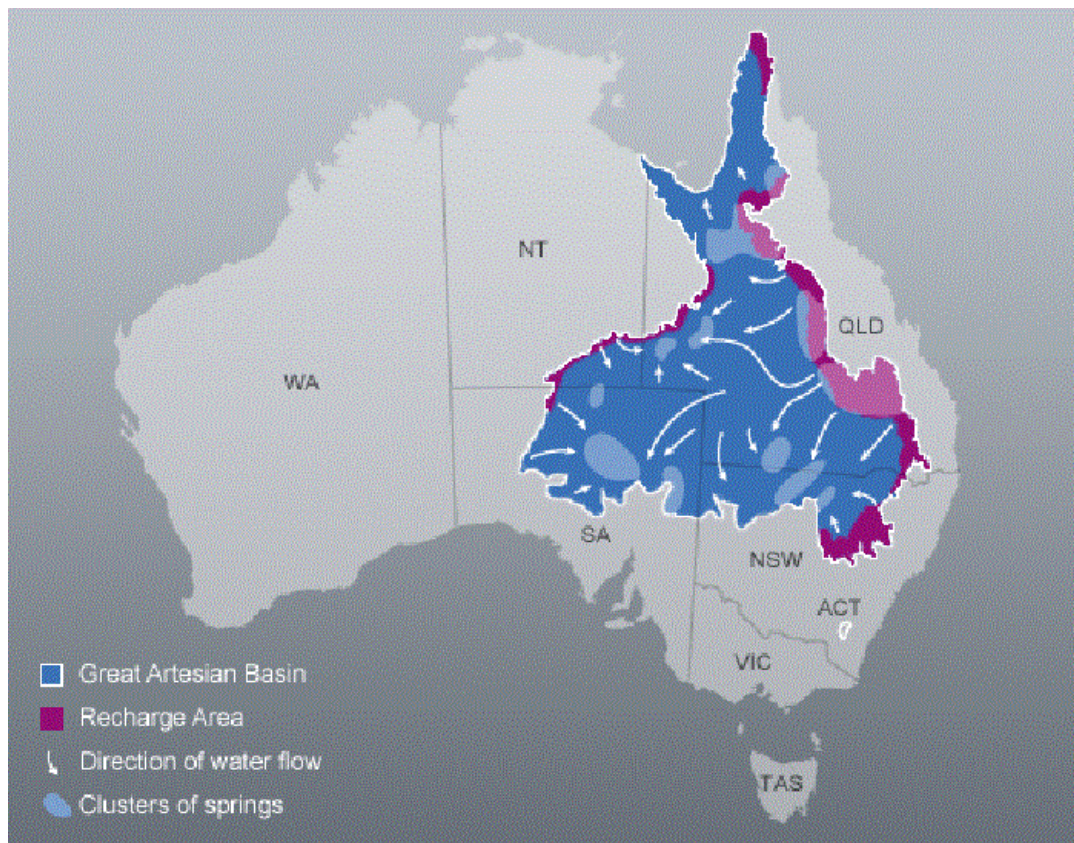 NT
QLD
WA
SA
NSW
ACT
VIC
TAS
Great Artesian Basin
Recharge Area
Direction of water flow
Clusters of springs